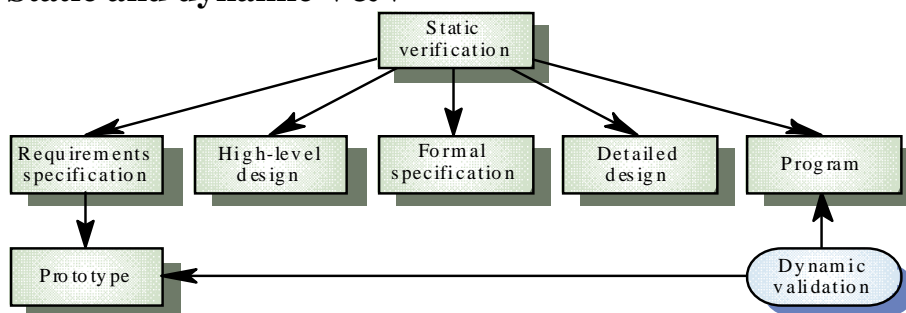 Static and dynamic V&V
Static
verification
Requirements
specification
High-level
design
Formal
specification
Detailed
design
Program
Prototype
Dynamic
validation